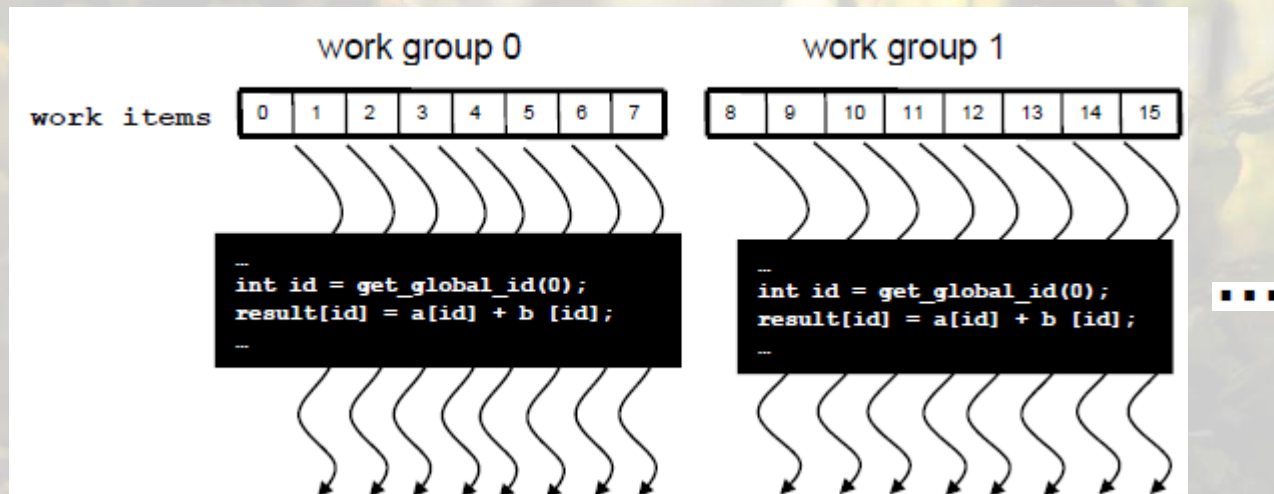 work group 0 work group 1
work items 0 1 2 3 4 5 6 7 8 9 10 11 12 13 14 15
…
int id = get_global_id(0);
result[id] = a[id] + b [id];
…
…
int id = get_global_id(0);
result[id] = a[id] + b [id];
…
...